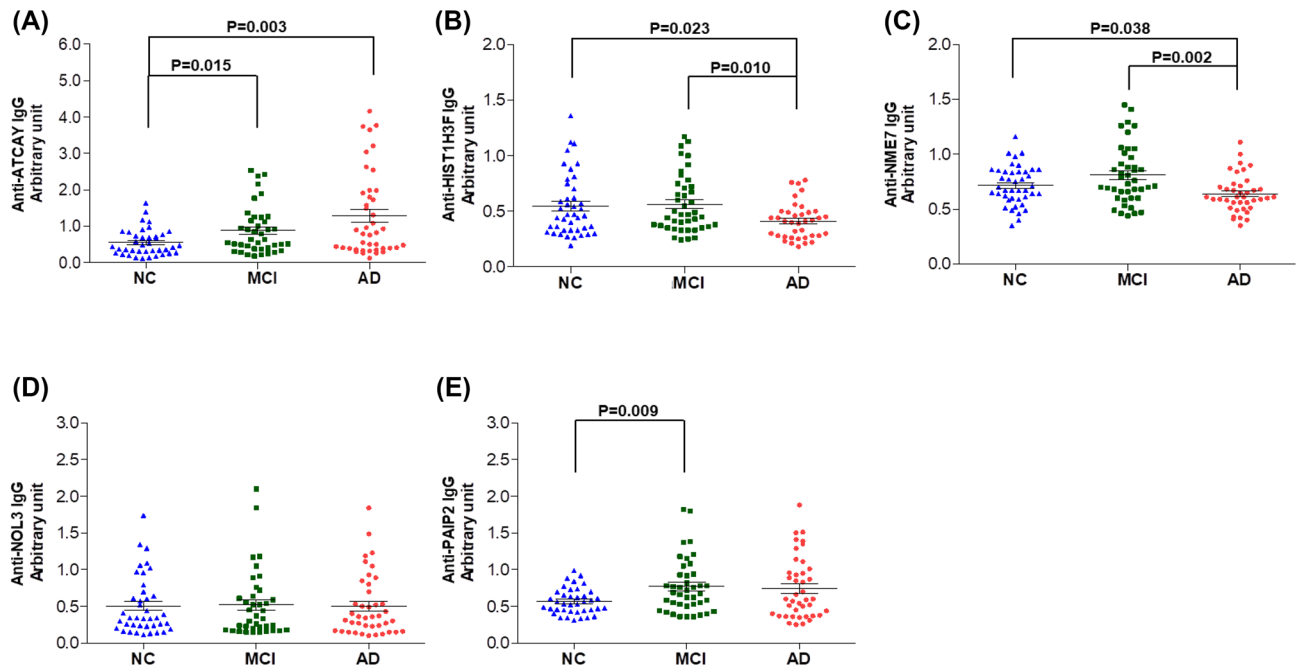 (A)
P=0.003
P=0.015
Anti-ATCAY IgG
Arbitrary unit
6.0
5.0
4.0
3.0
2.0
1.0
0.0
NC MCI AD
(B)
P=0.023
P=0.010
Anti-HIST1H3F IgG
Arbitrary unit
2.0
1.5
1.0
0.5
0.0
NC MCI AD
(C)
P=0.038
P=0.002
Anti-NME7 IgG
Arbitrary unit
2.0
1.5
1.0
0.5
0.0
NC MCI AD
(D)
Anti-NOL3 IgG
Arbitrary unit
3.0
2.5
2.0
1.5
1.0
0.5
0.0
NC MCI AD
(E)
P=0.009
Anti-PAIP2 IgG
Arbitrary unit
3.0
2.5
2.0
1.5
1.0
0.5
0.0
NC MCI AD